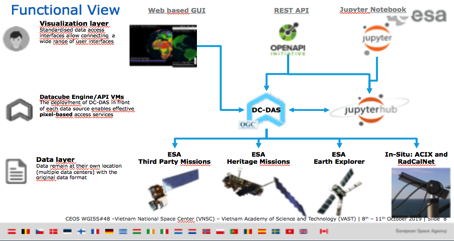 Functional View
Web based GUI
REST API
Jupyter Notebook
esa
Visualization layer
Standardised data access
interfaces allow connecting a
wide range of user interfaces
OPENAPI
INITIATIVE
jupyter
Datacube Engine/API VMs
The deployment of DC-DAS in front
of each data source enables effective
pixel-based access services
DC-DAS
OGC
jupyterhub
Data layer
Data remain at their own location
(multiple data centers) with the
original data format
ESA
Third Party Missions
ESA
Heritage Missions
ESA
Earth Explorer
In-Situ: ACIX and
RadCalNet
CEOS WGISS#48 –Vietnam National Space Center (VNSC) – Vietnam Academy of Science and Technology (VAST) | 8th – 11th October 2019 | Slide 8
European Space Agency